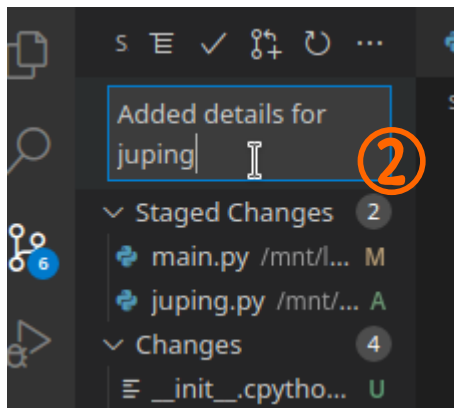 S
Added details for
juping
②
Staged Changes 2
main.py /mnt/l... M
juping.py /mnt/... A
6
Changes 4
__init__.cpytho... U